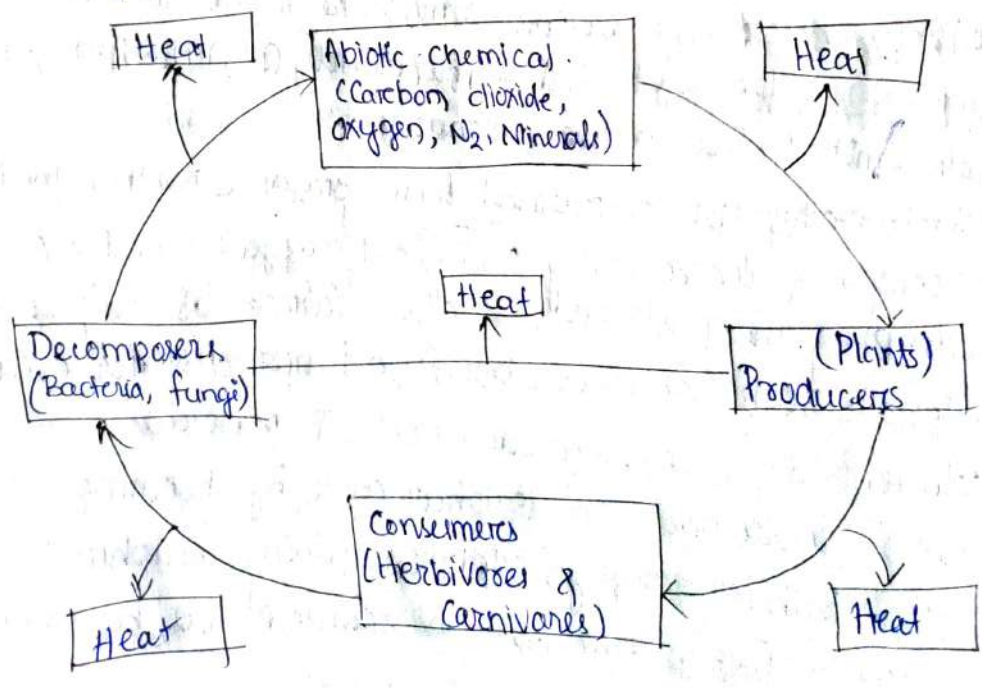 Heat
Abiotic Chemical.
(Carbon dioxide,
oxygen, N2, Minerals)
Heat
Heat
Decomposers
(Bacteria, fungi)
(Plants)
Producers
Consumers
(Herbivores &
Carnivores)
Heat
Heat